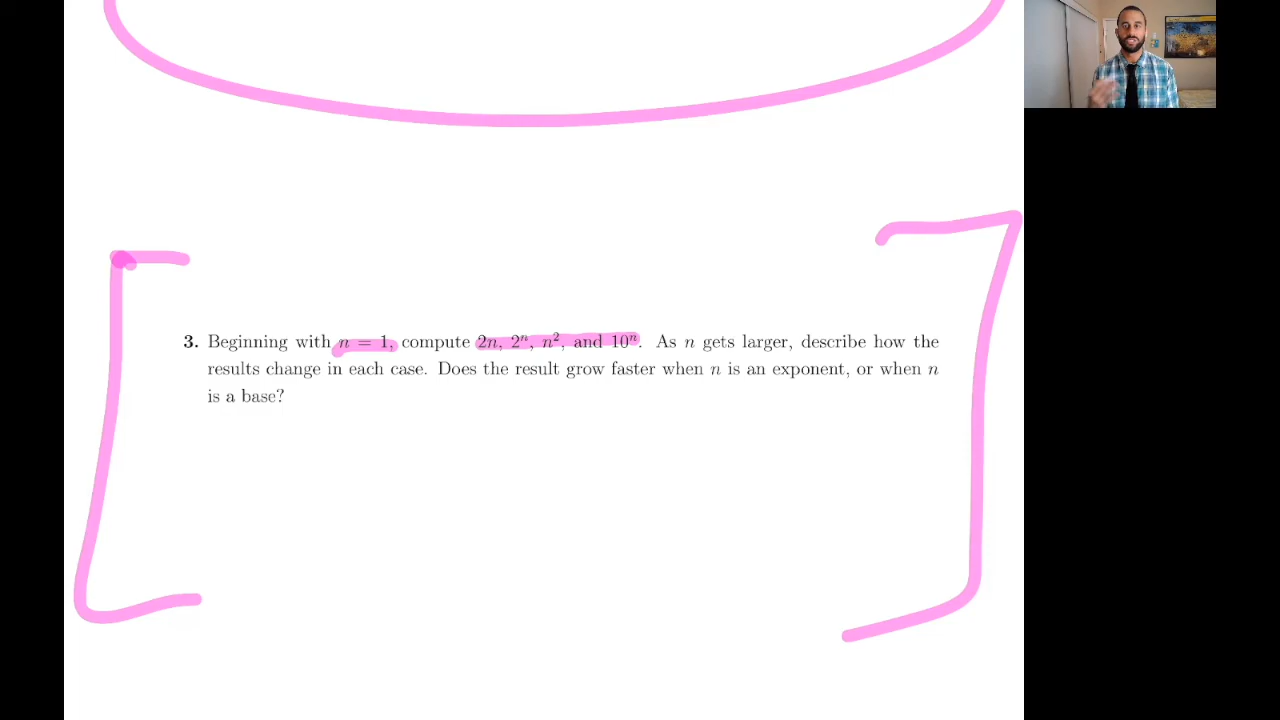 3. Beginning with n = 1, compute 2n, 2ⁿ, n², and 10ⁿ. As n gets larger, describe how the
results change in each case. Does the result grow faster when n is an exponent, or when n
is a base?